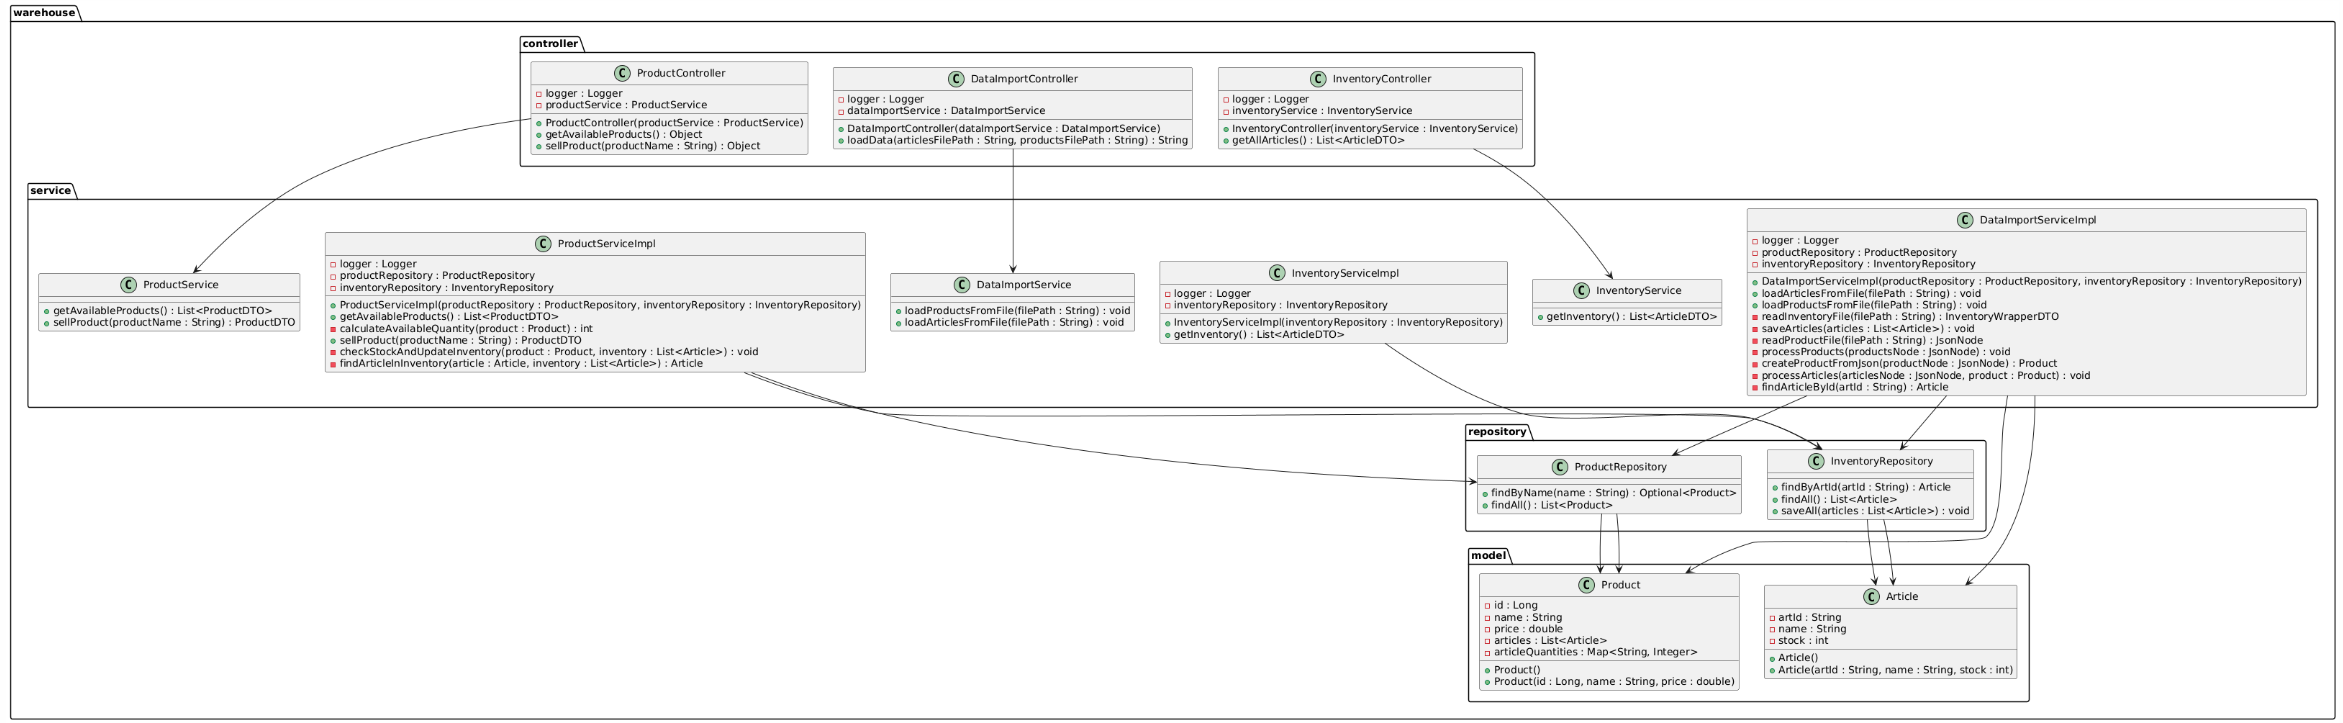 warehouse
controller
C ProductController
logger : Logger
productService : ProductService
ProductController(productService : ProductService)
getAvailableProducts() : Object
sellProduct(productName : String) : Object
C DataImportController
logger : Logger
dataImportService : DataImportService
DataImportController(dataImportService : DataImportService)
loadData(articlesFilePath : String, productsFilePath : String) : String
C InventoryController
logger : Logger
inventoryService : InventoryService
InventoryController(inventoryService : InventoryService)
getAllArticles() : List<ArticleDTO>
service
C ProductService
getAvailableProducts() : List<ProductDTO>
sellProduct(productName : String) : ProductDTO
C ProductServiceImpl
logger : Logger
productRepository : ProductRepository
inventoryRepository : InventoryRepository
ProductServiceImpl(productRepository : ProductRepository, inventoryRepository : InventoryRepository)
getAvailableProducts() : List<ProductDTO>
calculateAvailableQuantity(product : Product) : int
sellProduct(productName : String) : ProductDTO
checkStockAndUpdateInventory(product : Product, inventory : List<Article>) : void
findArticleInInventory(article : Article, inventory : List<Article>) : Article
C DataImportService
loadProductsFromFile(filePath : String) : void
loadArticlesFromFile(filePath : String) : void
C InventoryServiceImpl
logger : Logger
inventoryRepository : InventoryRepository
InventoryServiceImpl(inventoryRepository : InventoryRepository)
getInventory() : List<ArticleDTO>
C InventoryService
getInventory() : List<ArticleDTO>
C DataImportServiceImpl
logger : Logger
productRepository : ProductRepository
inventoryRepository : InventoryRepository
DataImportServiceImpl(productRepository : ProductRepository, inventoryRepository : InventoryRepository)
loadArticlesFromFile(filePath : String) : void
loadProductsFromFile(filePath : String) : void
readInventoryFile(filePath : String) : InventoryWrapperDTO
saveArticles(articles : List<Article>) : void
readProductFile(filePath : String) : JsonNode
processProducts(productsNode : JsonNode) : void
createProductFromJson(productNode : JsonNode) : Product
processArticles(articlesNode : JsonNode, product : Product) : void
findArticleById(artId : String) : Article
repository
C ProductRepository
findByName(name : String) : Optional<Product>
findAll() : List<Product>
C InventoryRepository
findByArtId(artId : String) : Article
findAll() : List<Article>
saveAll(articles : List<Article>) : void
model
C Product
id : Long
name : String
price : double
articles : List<Article>
articleQuantities : Map<String, Integer>
Product()
Product(id : Long, name : String, price : double)
C Article
artId : String
name : String
stock : int
Article()
Article(artId : String, name : String, stock : int)